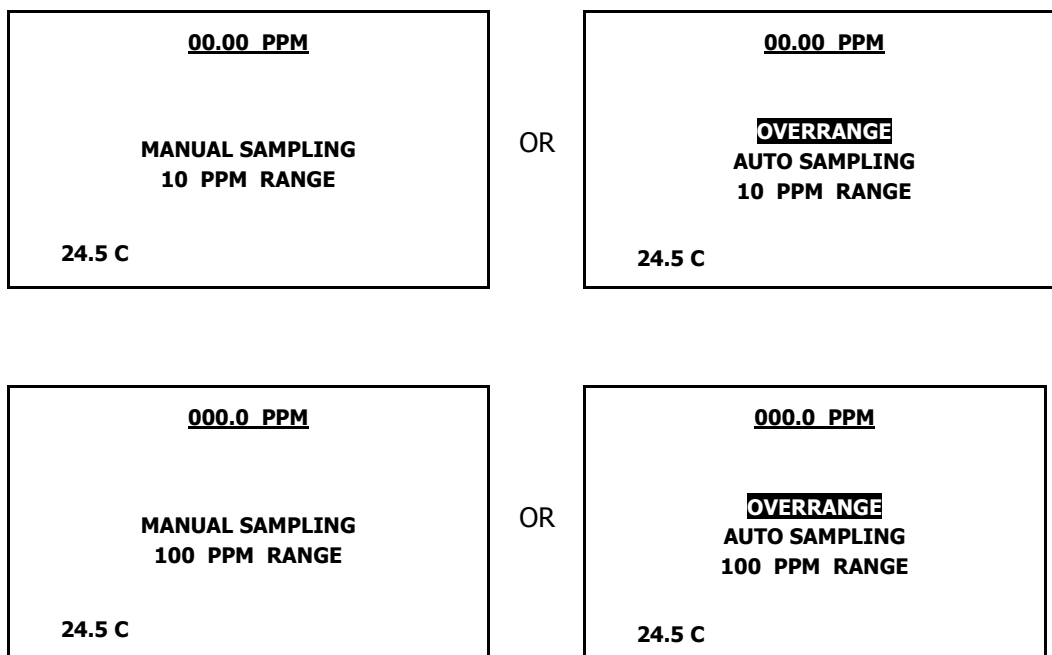 00.00 PPM
MANUAL SAMPLING
10 PPM RANGE
24.5 C
OR
00.00 PPM
OVERRANGE
AUTO SAMPLING
10 PPM RANGE
24.5 C
000.0 PPM
MANUAL SAMPLING
100 PPM RANGE
24.5 C
OR
000.0 PPM
OVERRANGE
AUTO SAMPLING
100 PPM RANGE
24.5 C